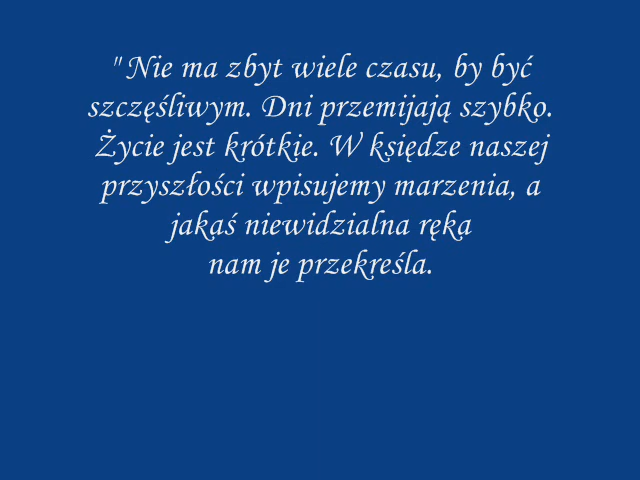 " Nie ma zbyt wiele czasu, by być
szczęśliwym. Dni przemijają szybko.
Życie jest krótkie. W księdze naszej
przyszłości wpisujemy marzenia, a
jakaś niewidzialna ręka
nam je przekreśla.